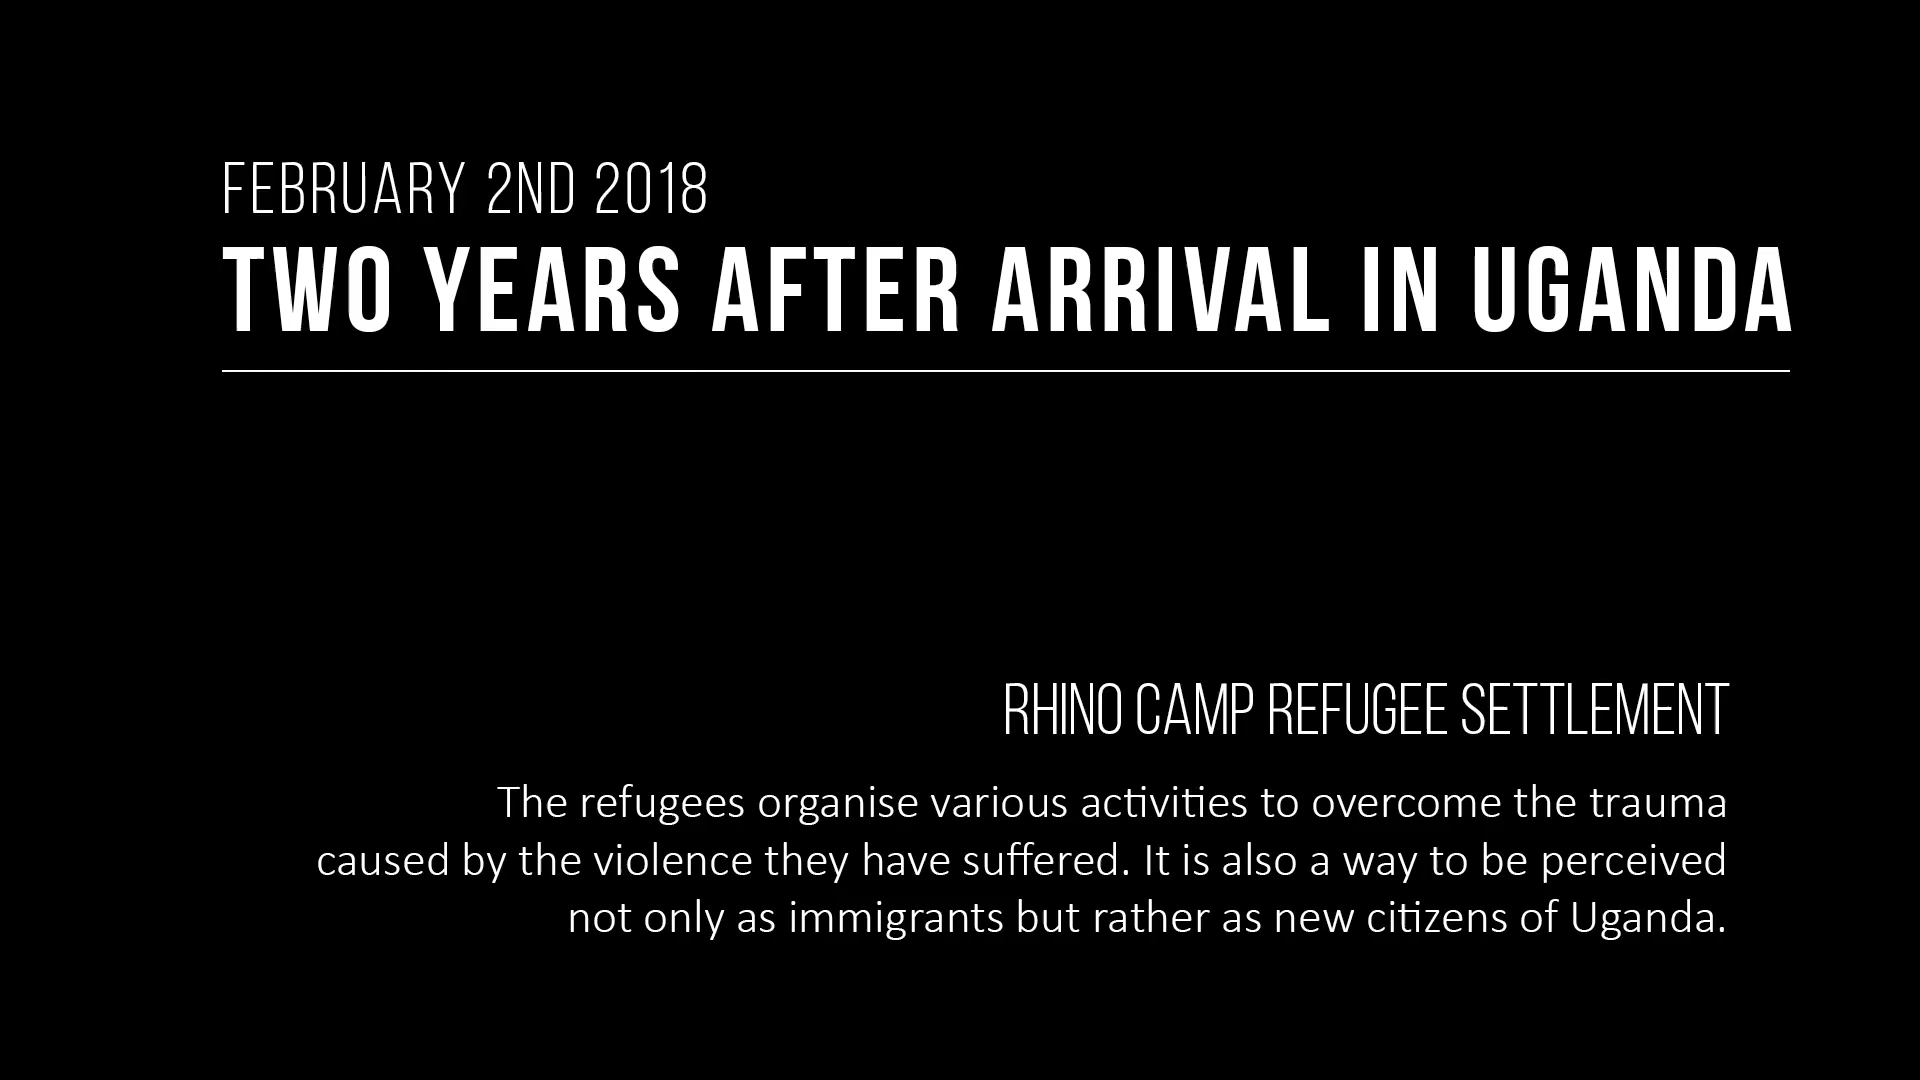 FEBRUARY 2ND 2018
TWO YEARS AFTER ARRIVAL IN UGANDA
RHINO CAMP REFUGEE SETTLEMENT
The refugees organise various activities to overcome the trauma
caused by the violence they have suffered. It is also a way to be perceived
not only as immigrants but rather as new citizens of Uganda.